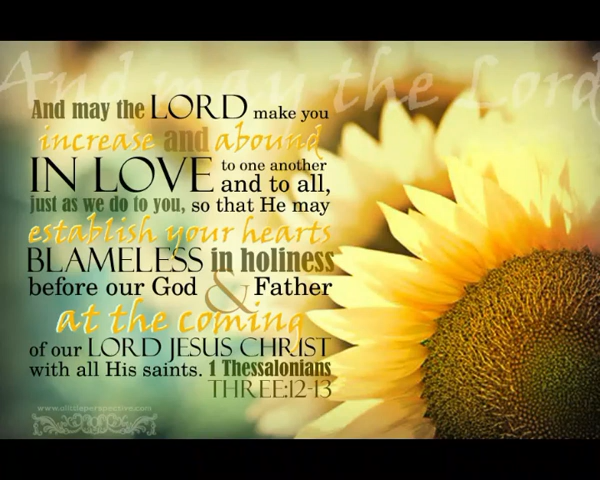 And may the Lord
And may the LORD make you
increase and abound
IN LOVE to one another
and to all,
just as we do to you, so that He may
establish your hearts
BLAMELESS in holiness
before our God & Father
at the coming
of our LORD JESUS CHRIST
with all His saints. 1 Thessalonians
THREE:12-13
www.alittleperspective.com